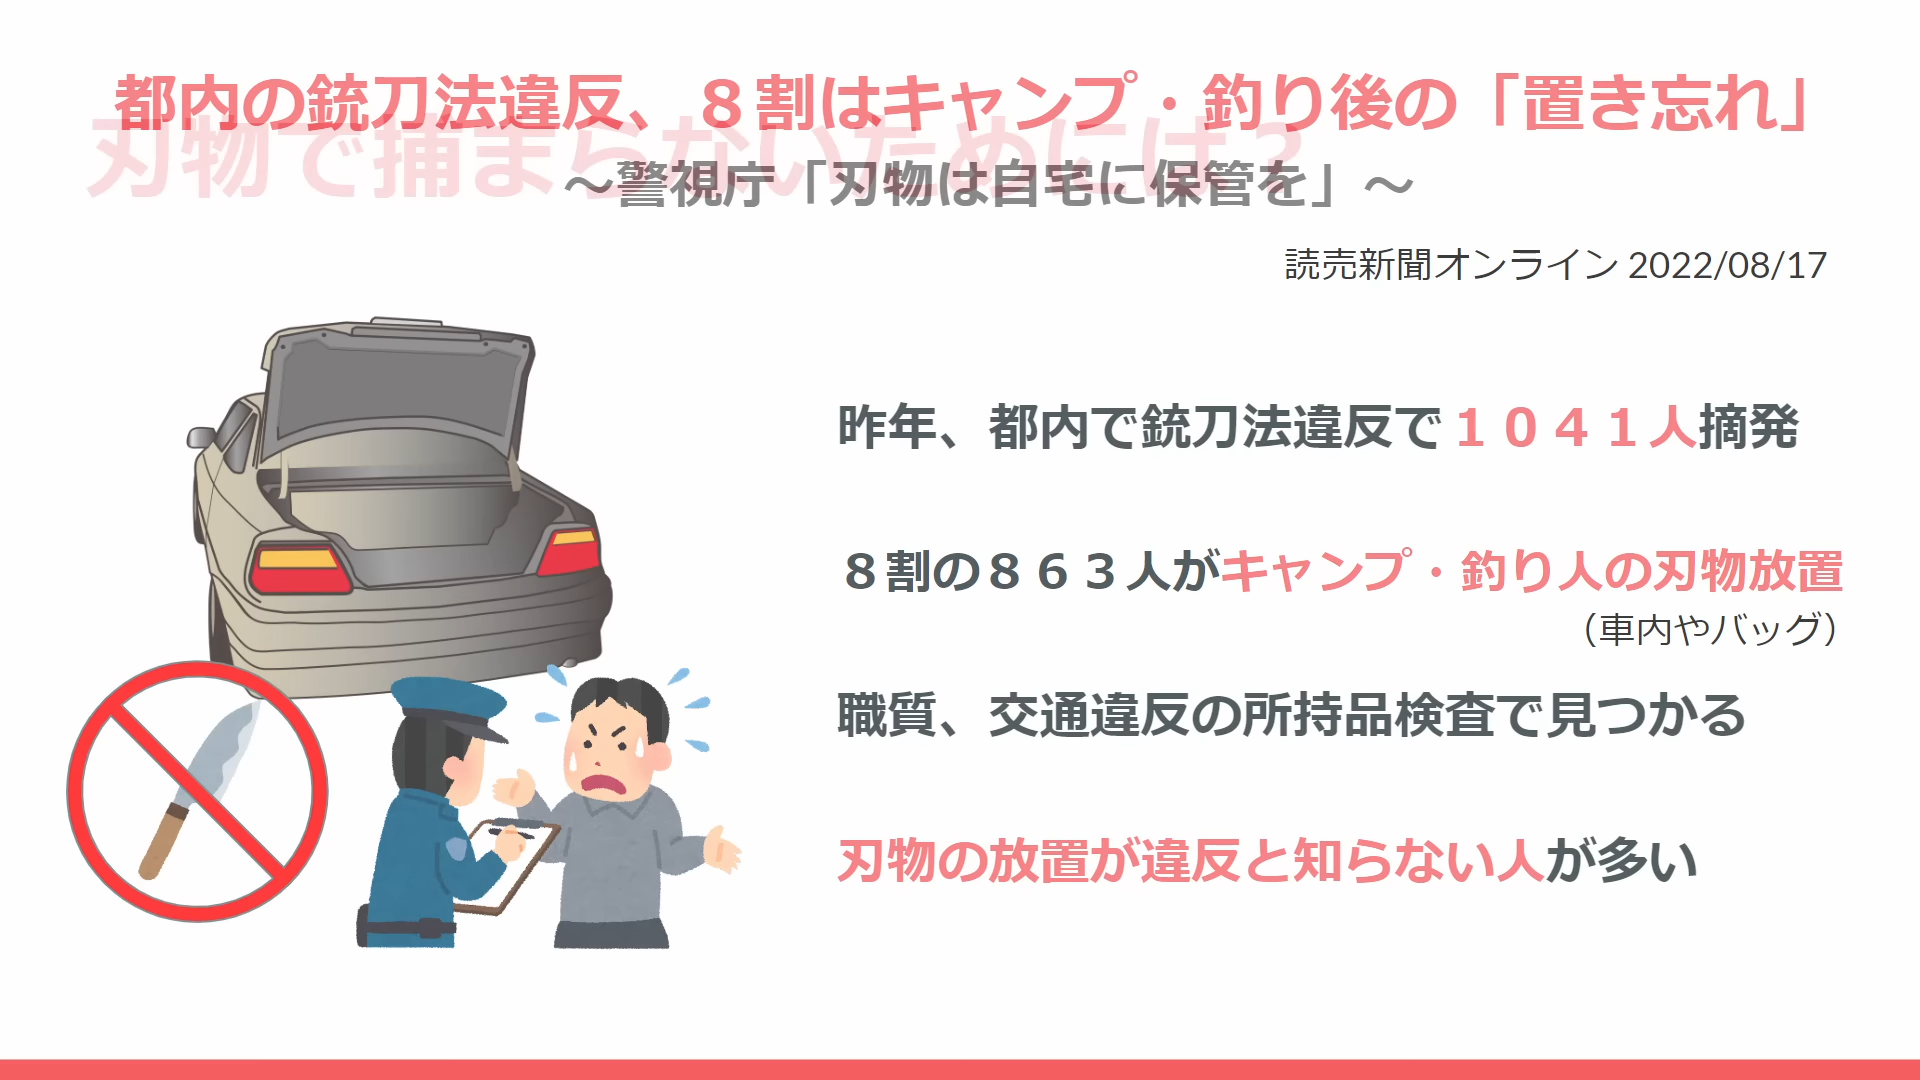 都内の銃刀法違反、８割はキャンプ・釣り後の「置き忘れ」
刃物で捕まらないためには？
～警視庁「刃物は自宅に保管を」～
読売新聞オンライン 2022/08/17
昨年、都内で銃刀法違反で１０４１人摘発
８割の８６３人がキャンプ・釣り人の刃物放置
（車内やバッグ）
職質、交通違反の所持品検査で見つかる
刃物の放置が違反と知らない人が多い